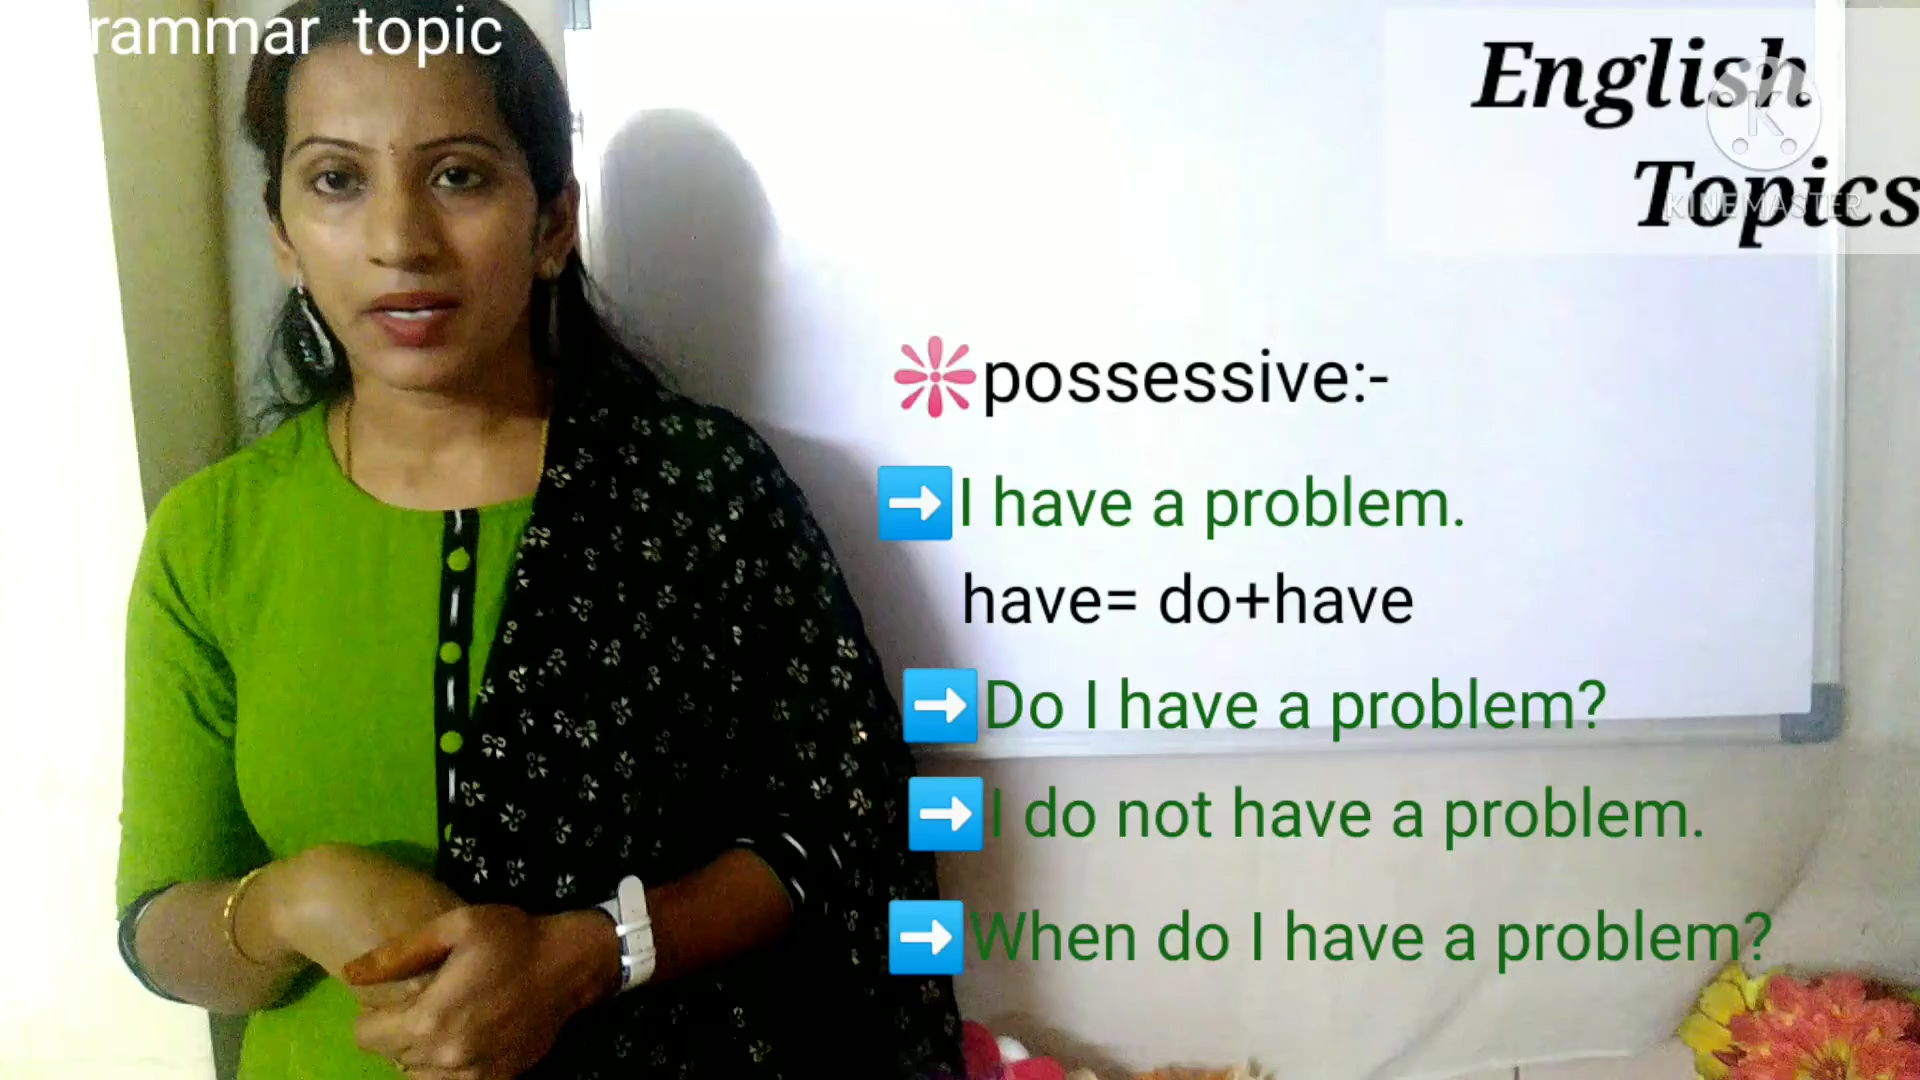 topic
English
Topics
KINEMASTER
possessive:-
I have a problem.
have= do+have
Do I have a problem?
I do not have a problem.
When do I have a problem?